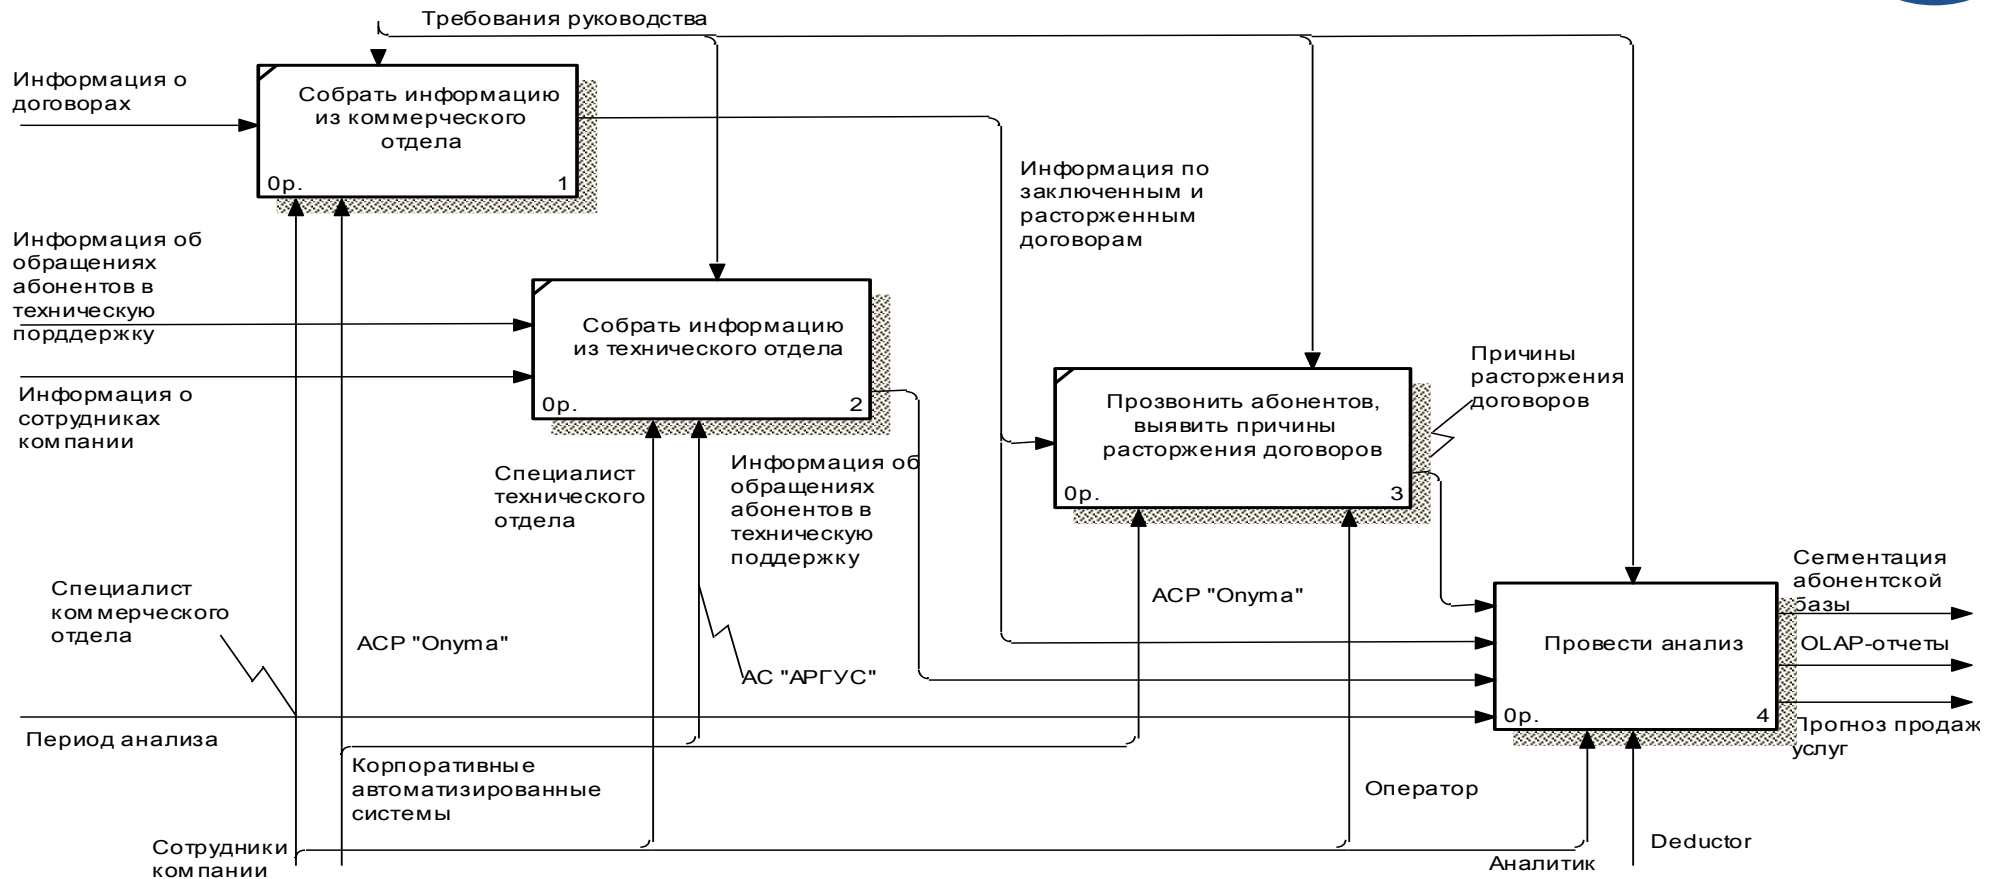 Требования руководства
Информация о
договорах
Собрать информацию
из коммерческого
отдела
0р.
1
Информация по
заключенным и
расторженным
договорам
Информация об
обращениях
абонентов в
техническую
порддержку
Собрать информацию
из технического отдела
0р.
2
Информация о
сотрудниках
компании
Причины
расторжения
договоров
Прозвонить абонентов,
выявить причины
расторжения договоров
0р.
3
Специалист
технического
отдела
Информация об
обращениях
абонентов в
техническую
поддержку
Специалист
коммерческого
отдела
АСР "Onyma"
АС "АРГУС"
АСР "Onyma"
Сегментация
абонентской
базы
Провести анализ
0р.
4
OLAP-отчеты
Прогноз продаж
услуг
Период анализа
Корпоративные
автоматизированные
системы
Оператор
Сотрудники
компании
Аналитик
Deductor